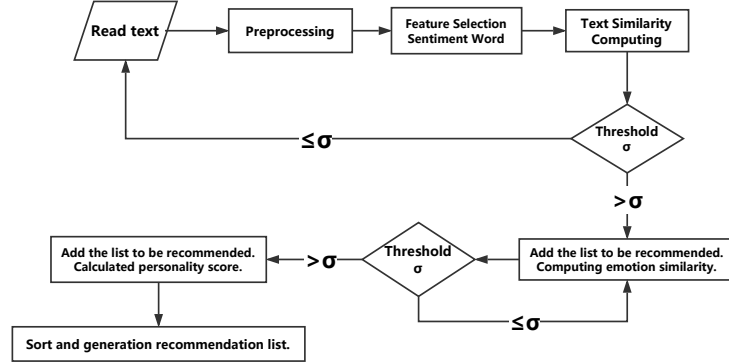 Read text
Preprocessing
Feature Selection
Sentiment Word
Text Similarity
Computing
Threshold
σ
≤σ
>σ
Add the list to be recommended.
Computing emotion similarity.
Threshold
σ
≤σ
>σ
Add the list to be recommended.
Calculated personality score.
Sort and generation recommendation list.